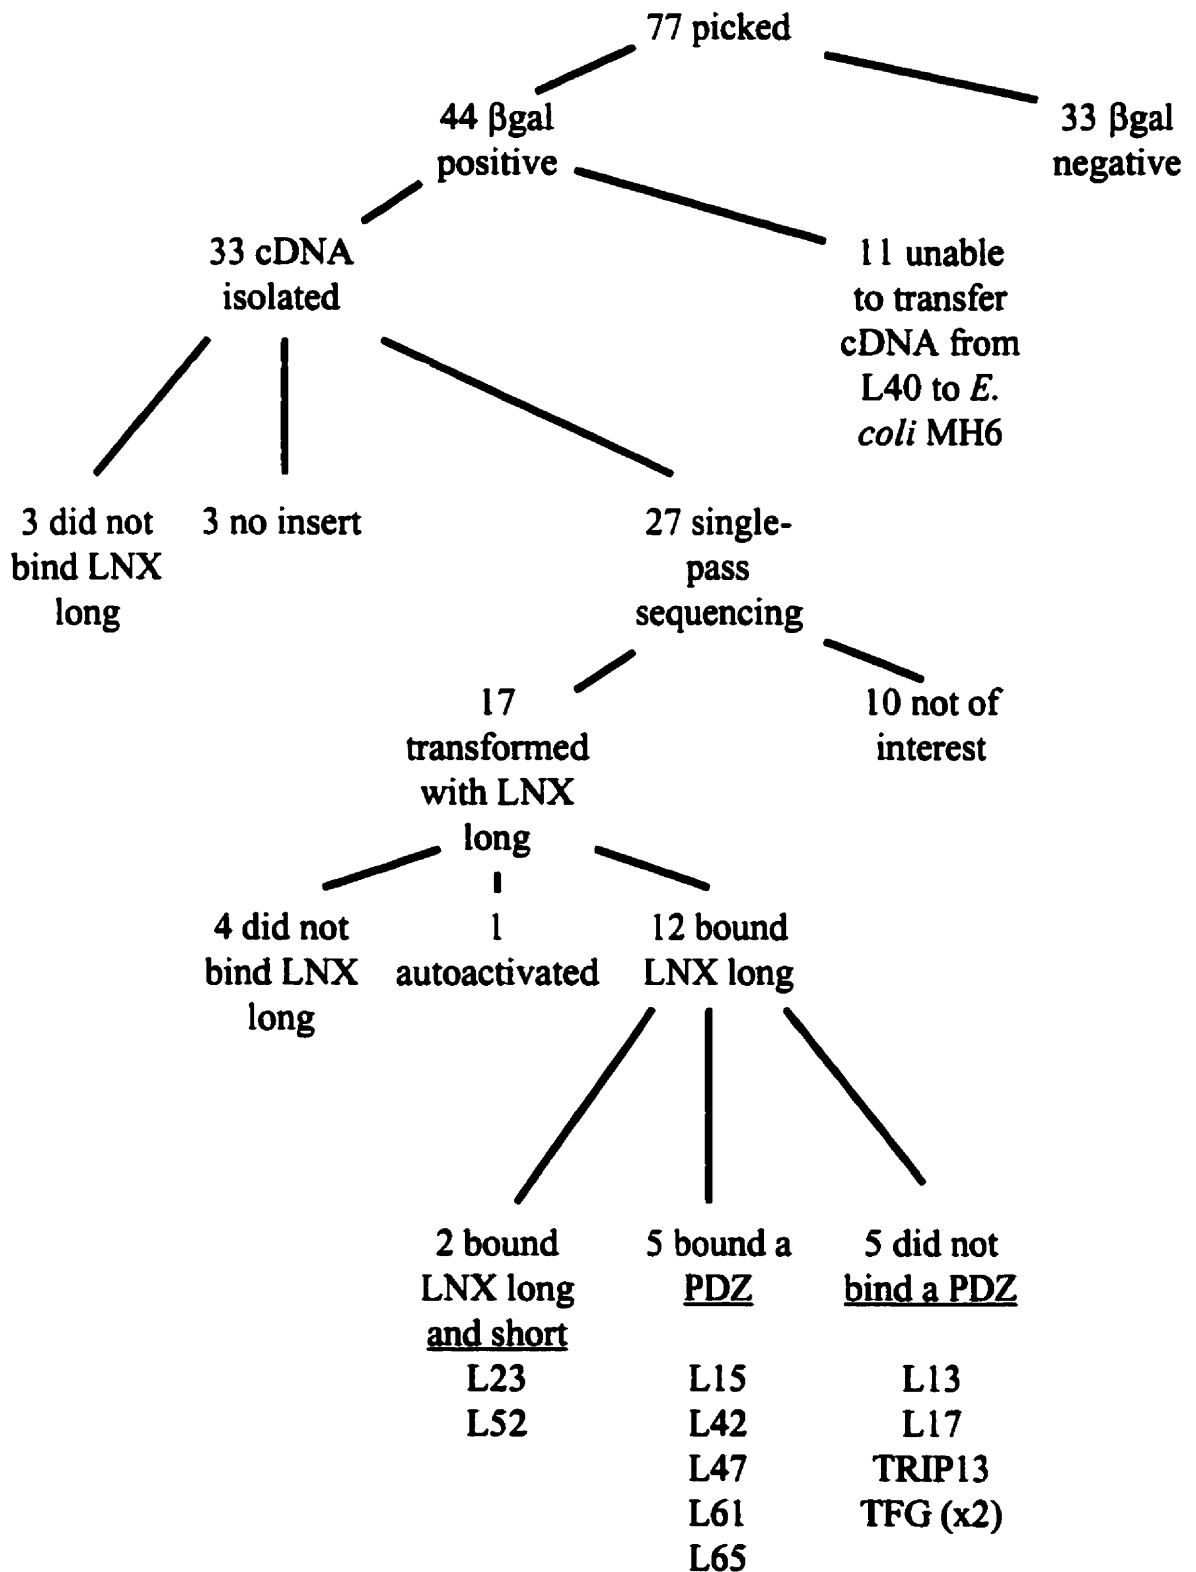 77 picked
44 βgal
positive
33 βgal
negative
33 cDNA
isolated
11 unable
to transfer
cDNA from
L40 to E.
coli MH6
3 did not
bind LNX
long
3 no insert
27 single-
pass
sequencing
17
transformed
with LNX
long
10 not of
interest
4 did not
bind LNX
long
1
autoactivated
12 bound
LNX long
2 bound
LNX long
and short
L23
L52
5 bound a
PDZ
L15
L42
L47
L61
L65
5 did not
bind a PDZ
L13
L17
TRIP13
TFG (x2)